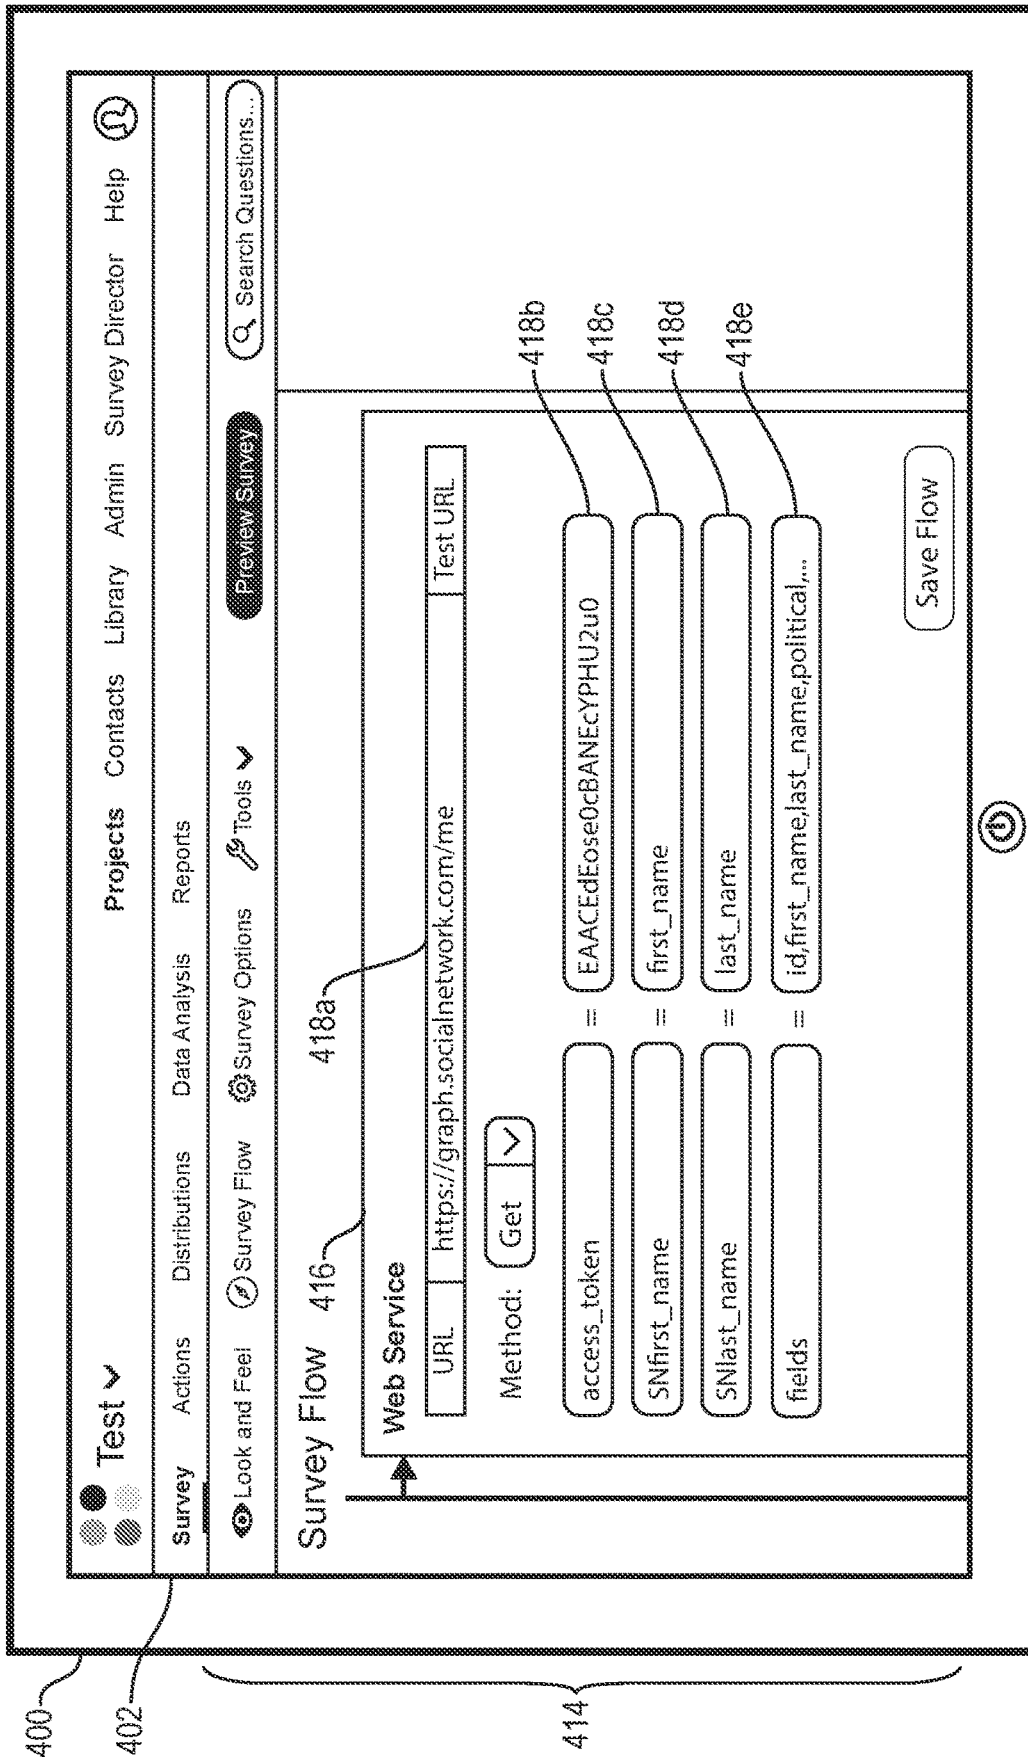 400
402
Test
Projects Contacts Library Admin Survey Director Help
Survey Actions Distributions Data Analysis Reports
Look and Feel Survey Flow Survey Options Tools Preview Survey Search Questions...
Survey Flow
416
418a
Web Service
URL https://graph.socialnetwork.com/me Test URL
Method: Get
access_token = EAACEdEose0cBANEcYPHU2u0
418b
SNfirst_name = first_name
418c
SNlast_name = last_name
418d
fields = id,first_name,last_name,political,...
418e
Save Flow
414